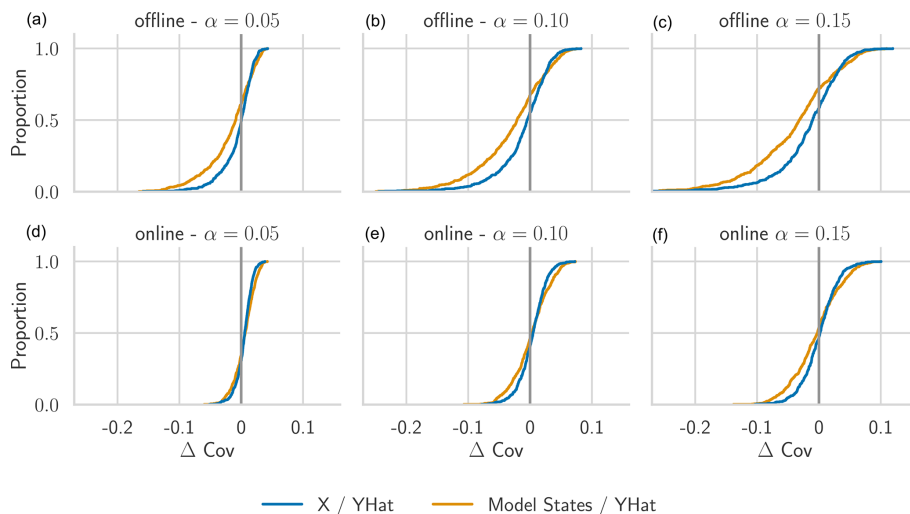 (a) offline - α = 0.05
(b) offline - α = 0.10
(c) offline α = 0.15
Proportion
1.0
0.5
0.0
(d) online - α = 0.05
(e) online - α = 0.10
(f) online α = 0.15
Proportion
1.0
0.5
0.0
-0.2 -0.1 0 0.1
-0.2 -0.1 0 0.1
-0.2 -0.1 0 0.1
Δ Cov
Δ Cov
Δ Cov
X / YHat
Model States / YHat